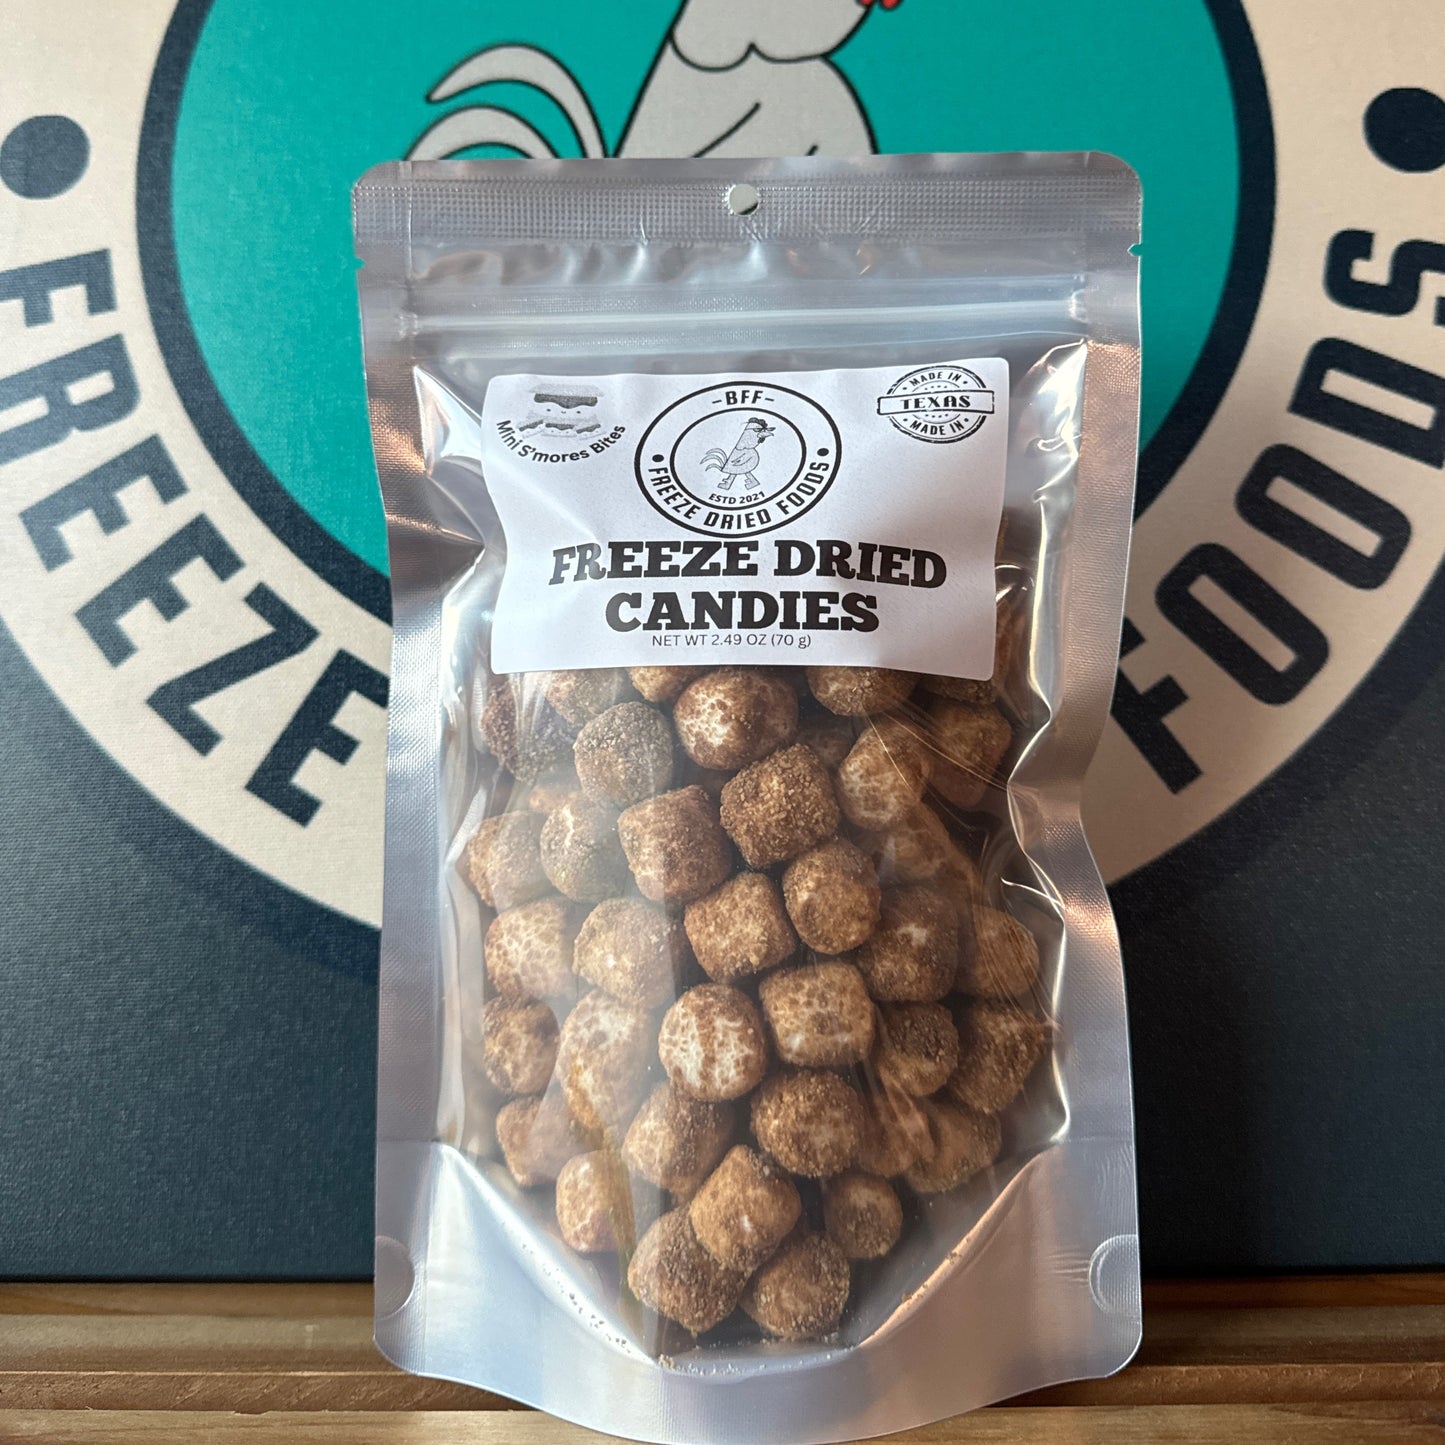 FREEZE
FOODS
Mini S'mores Bites
-BFF-
ESTD 2021
• FREEZE DRIED FOODS •
• MADE IN •
TEXAS
• MADE IN •
FREEZE DRIED
CANDIES
NET WT 2.49 OZ (70 g)